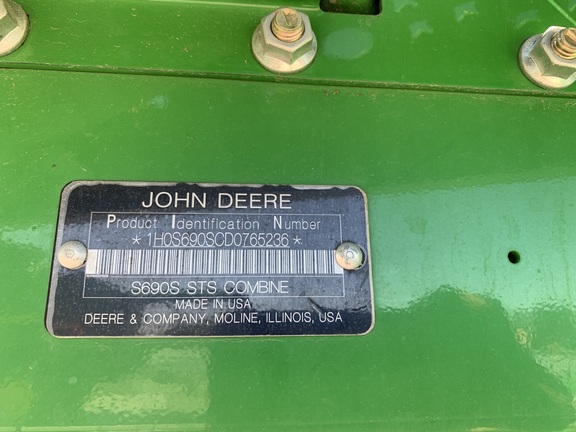 JOHN DEERE
Product Identification Number
*1H0S690SCD0765236*
S690S STS COMBINE
MADE IN USA
DEERE & COMPANY, MOLINE, ILLINOIS, USA